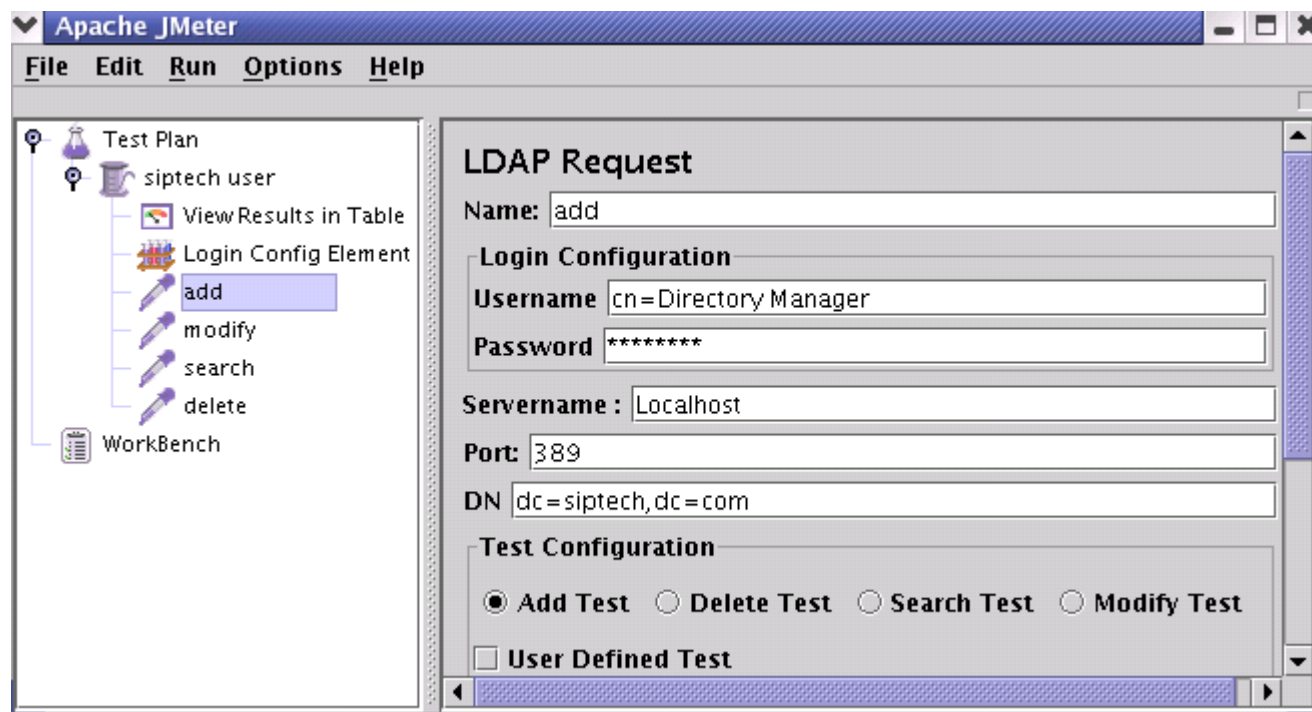 Apache JMeter
File Edit Run Options Help
Test Plan
siptech user
View Results in Table
Login Config Element
add
modify
search
delete
WorkBench
LDAP Request
Name: add
Login Configuration
Username cn=Directory Manager
Password ********
Servername : Localhost
Port: 389
DN dc=siptech,dc=com
Test Configuration
Add Test Delete Test Search Test Modify Test
User Defined Test